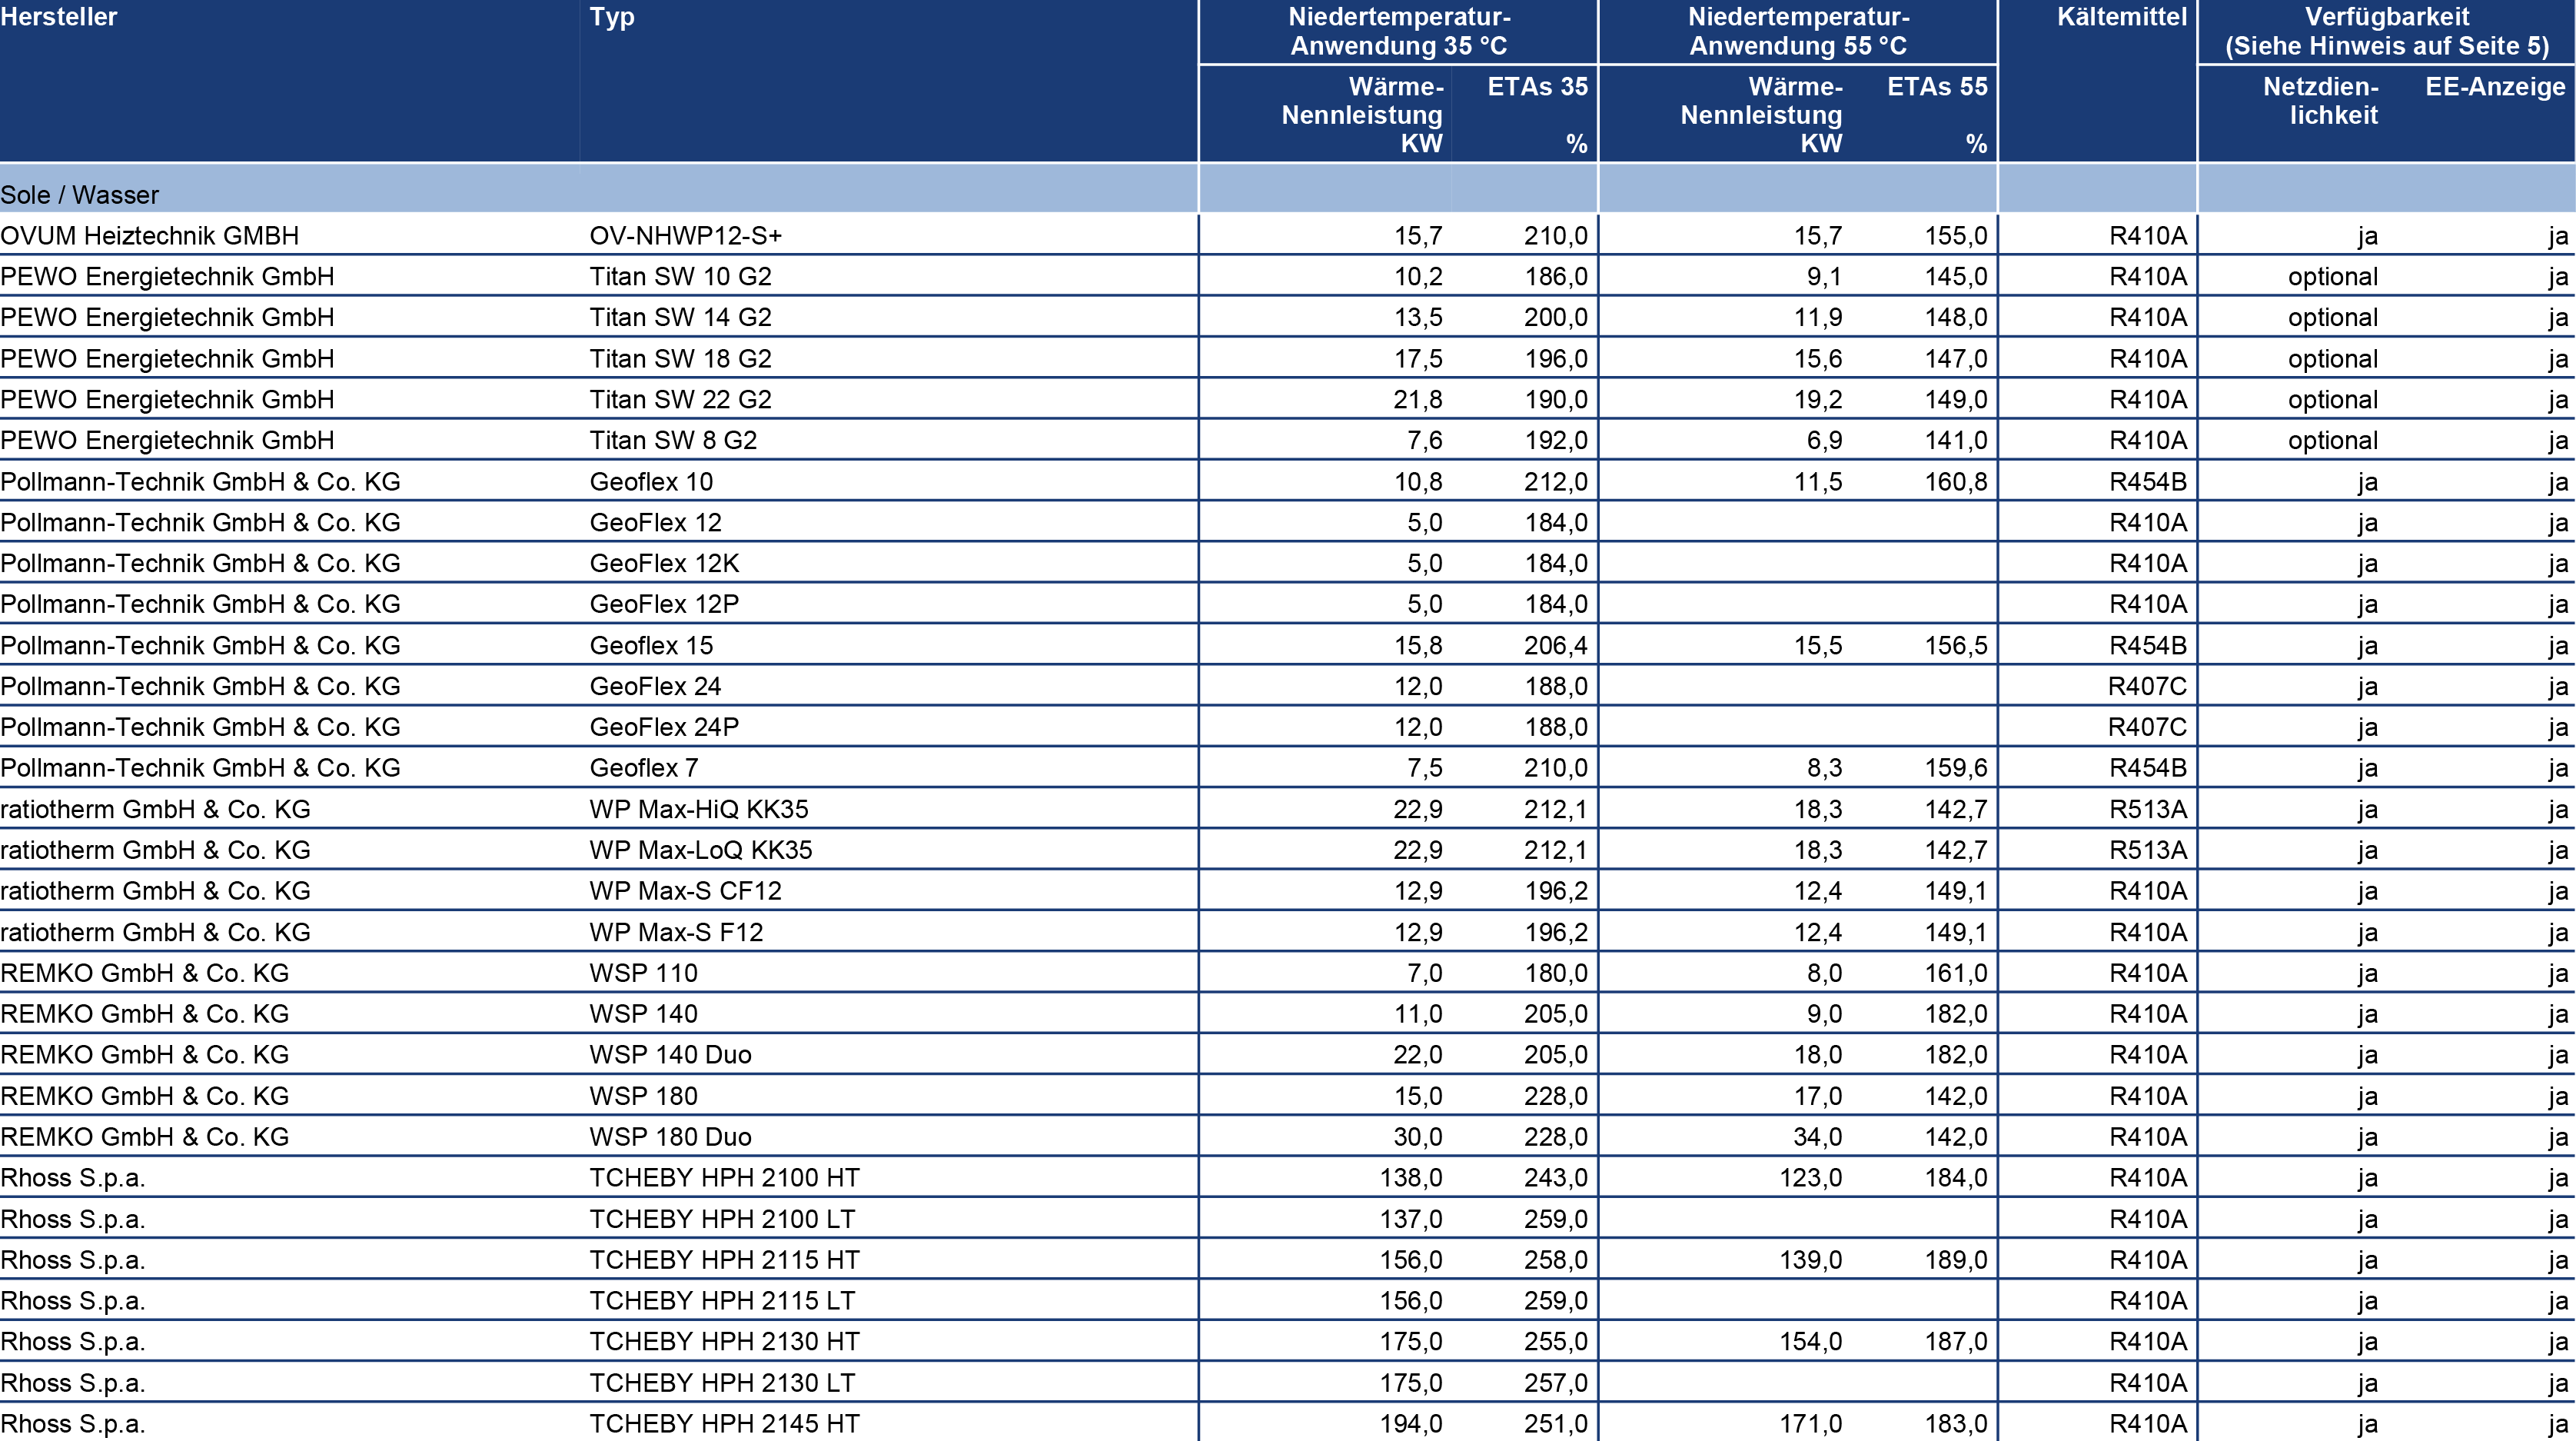 Hersteller Typ Niedertemperatur- Niedertemperatur- Kältemittel Verfügbarkeit
Anwendung 35 °C Anwendung 55 °C (Siehe Hinweis auf Seite 5)
Wärme- ETAs 35 Wärme- ETAs 55 Netzdien- EE-Anzeige
Nennleistung Nennleistung lichkeit
KW % KW %
Sole / Wasser
OVUM Heiztechnik GMBH OV-NHWP12-S+ 15,7 210,0 15,7 155,0 R410A ja ja
PEWO Energietechnik GmbH Titan SW 10 G2 10,2 186,0 9,1 145,0 R410A optional ja
PEWO Energietechnik GmbH Titan SW 14 G2 13,5 200,0 11,9 148,0 R410A optional ja
PEWO Energietechnik GmbH Titan SW 18 G2 17,5 196,0 15,6 147,0 R410A optional ja
PEWO Energietechnik GmbH Titan SW 22 G2 21,8 190,0 19,2 149,0 R410A optional ja
PEWO Energietechnik GmbH Titan SW 8 G2 7,6 192,0 6,9 141,0 R410A optional ja
Pollmann-Technik GmbH & Co. KG Geoflex 10 10,8 212,0 11,5 160,8 R454B ja ja
Pollmann-Technik GmbH & Co. KG GeoFlex 12 5,0 184,0 R410A ja ja
Pollmann-Technik GmbH & Co. KG GeoFlex 12K 5,0 184,0 R410A ja ja
Pollmann-Technik GmbH & Co. KG GeoFlex 12P 5,0 184,0 R410A ja ja
Pollmann-Technik GmbH & Co. KG Geoflex 15 15,8 206,4 15,5 156,5 R454B ja ja
Pollmann-Technik GmbH & Co. KG GeoFlex 24 12,0 188,0 R407C ja ja
Pollmann-Technik GmbH & Co. KG GeoFlex 24P 12,0 188,0 R407C ja ja
Pollmann-Technik GmbH & Co. KG Geoflex 7 7,5 210,0 8,3 159,6 R454B ja ja
ratiotherm GmbH & Co. KG WP Max-HiQ KK35 22,9 212,1 18,3 142,7 R513A ja ja
ratiotherm GmbH & Co. KG WP Max-LoQ KK35 22,9 212,1 18,3 142,7 R513A ja ja
ratiotherm GmbH & Co. KG WP Max-S CF12 12,9 196,2 12,4 149,1 R410A ja ja
ratiotherm GmbH & Co. KG WP Max-S F12 12,9 196,2 12,4 149,1 R410A ja ja
REMKO GmbH & Co. KG WSP 110 7,0 180,0 8,0 161,0 R410A ja ja
REMKO GmbH & Co. KG WSP 140 11,0 205,0 9,0 182,0 R410A ja ja
REMKO GmbH & Co. KG WSP 140 Duo 22,0 205,0 18,0 182,0 R410A ja ja
REMKO GmbH & Co. KG WSP 180 15,0 228,0 17,0 142,0 R410A ja ja
REMKO GmbH & Co. KG WSP 180 Duo 30,0 228,0 34,0 142,0 R410A ja ja
Rhoss S.p.a. TCHEBY HPH 2100 HT 138,0 243,0 123,0 184,0 R410A ja ja
Rhoss S.p.a. TCHEBY HPH 2100 LT 137,0 259,0 R410A ja ja
Rhoss S.p.a. TCHEBY HPH 2115 HT 156,0 258,0 139,0 189,0 R410A ja ja
Rhoss S.p.a. TCHEBY HPH 2115 LT 156,0 259,0 R410A ja ja
Rhoss S.p.a. TCHEBY HPH 2130 HT 175,0 255,0 154,0 187,0 R410A ja ja
Rhoss S.p.a. TCHEBY HPH 2130 LT 175,0 257,0 R410A ja ja
Rhoss S.p.a. TCHEBY HPH 2145 HT 194,0 251,0 171,0 183,0 R410A ja ja